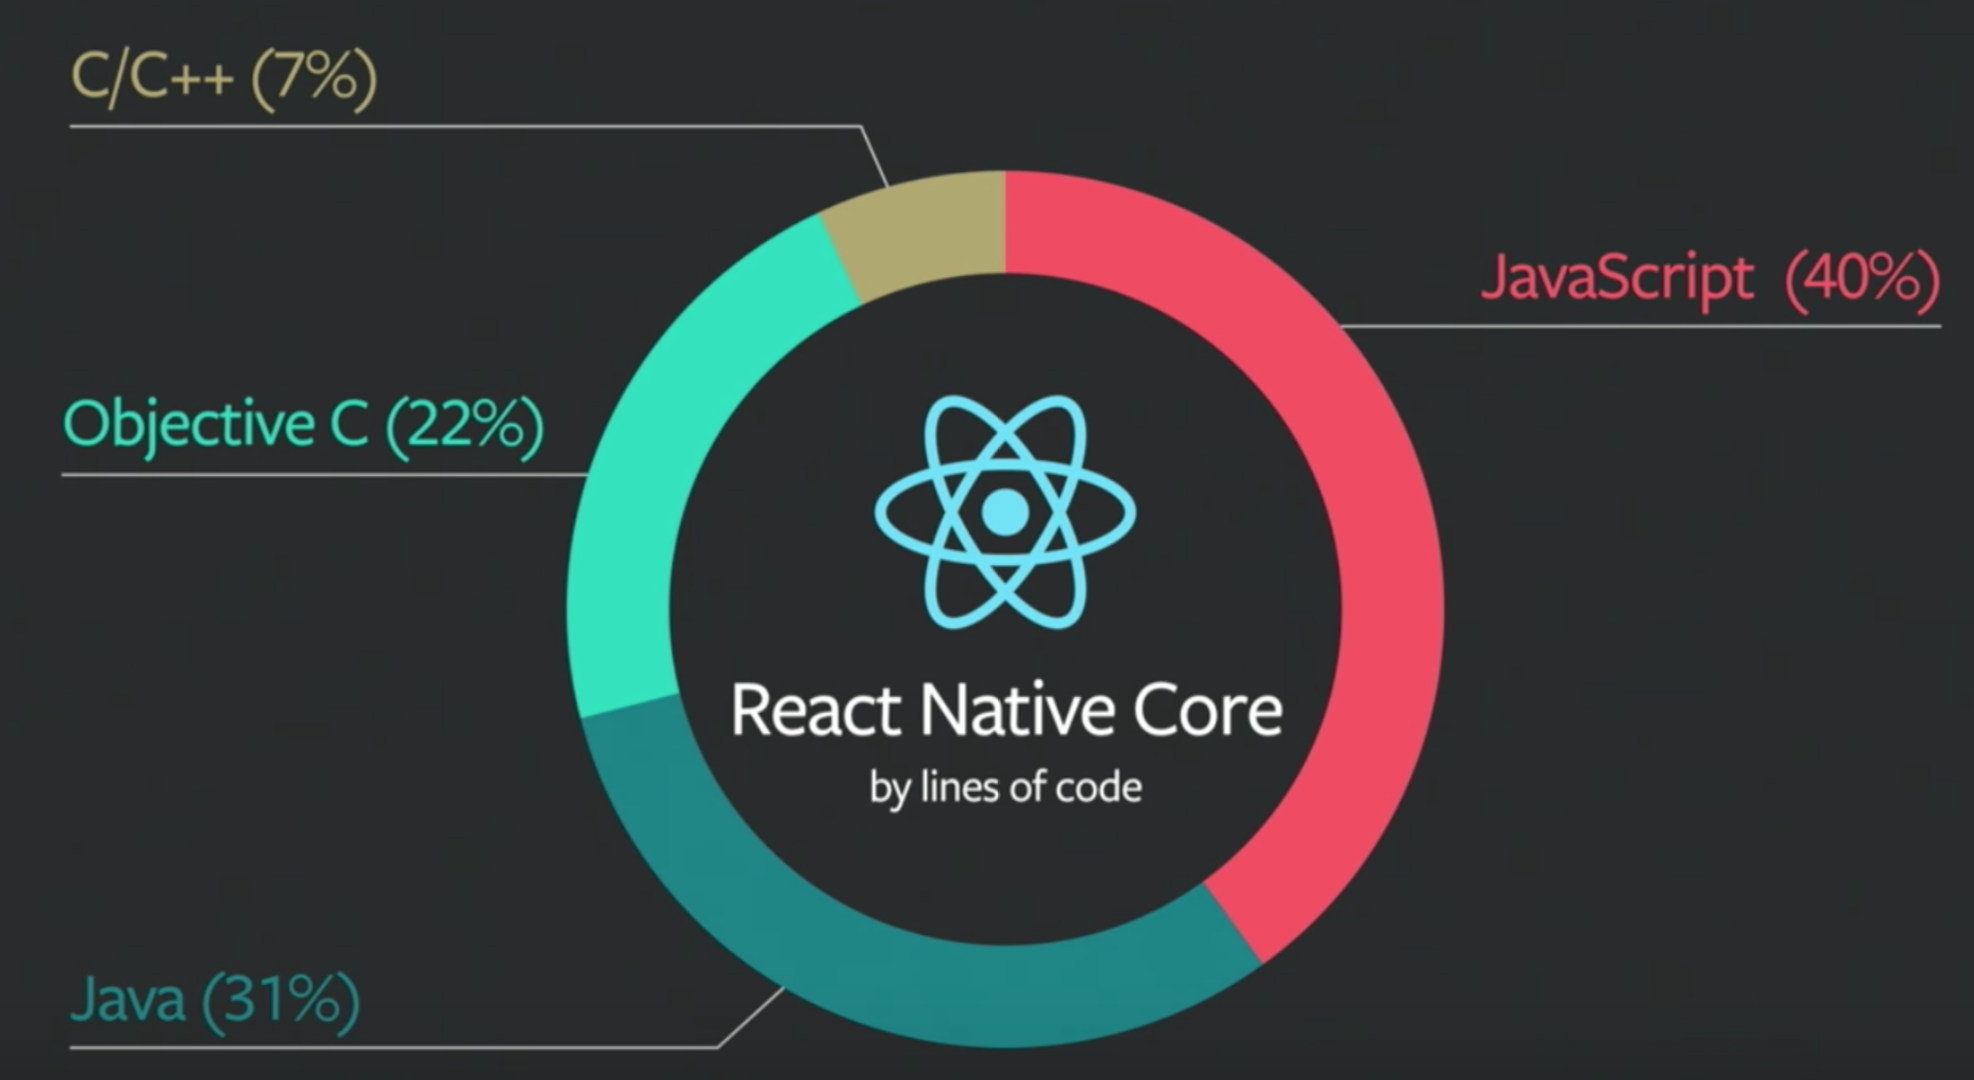 C/C++ (7%)
JavaScript (40%)
Objective C (22%)
React Native Core
by lines of code
Java (31%)